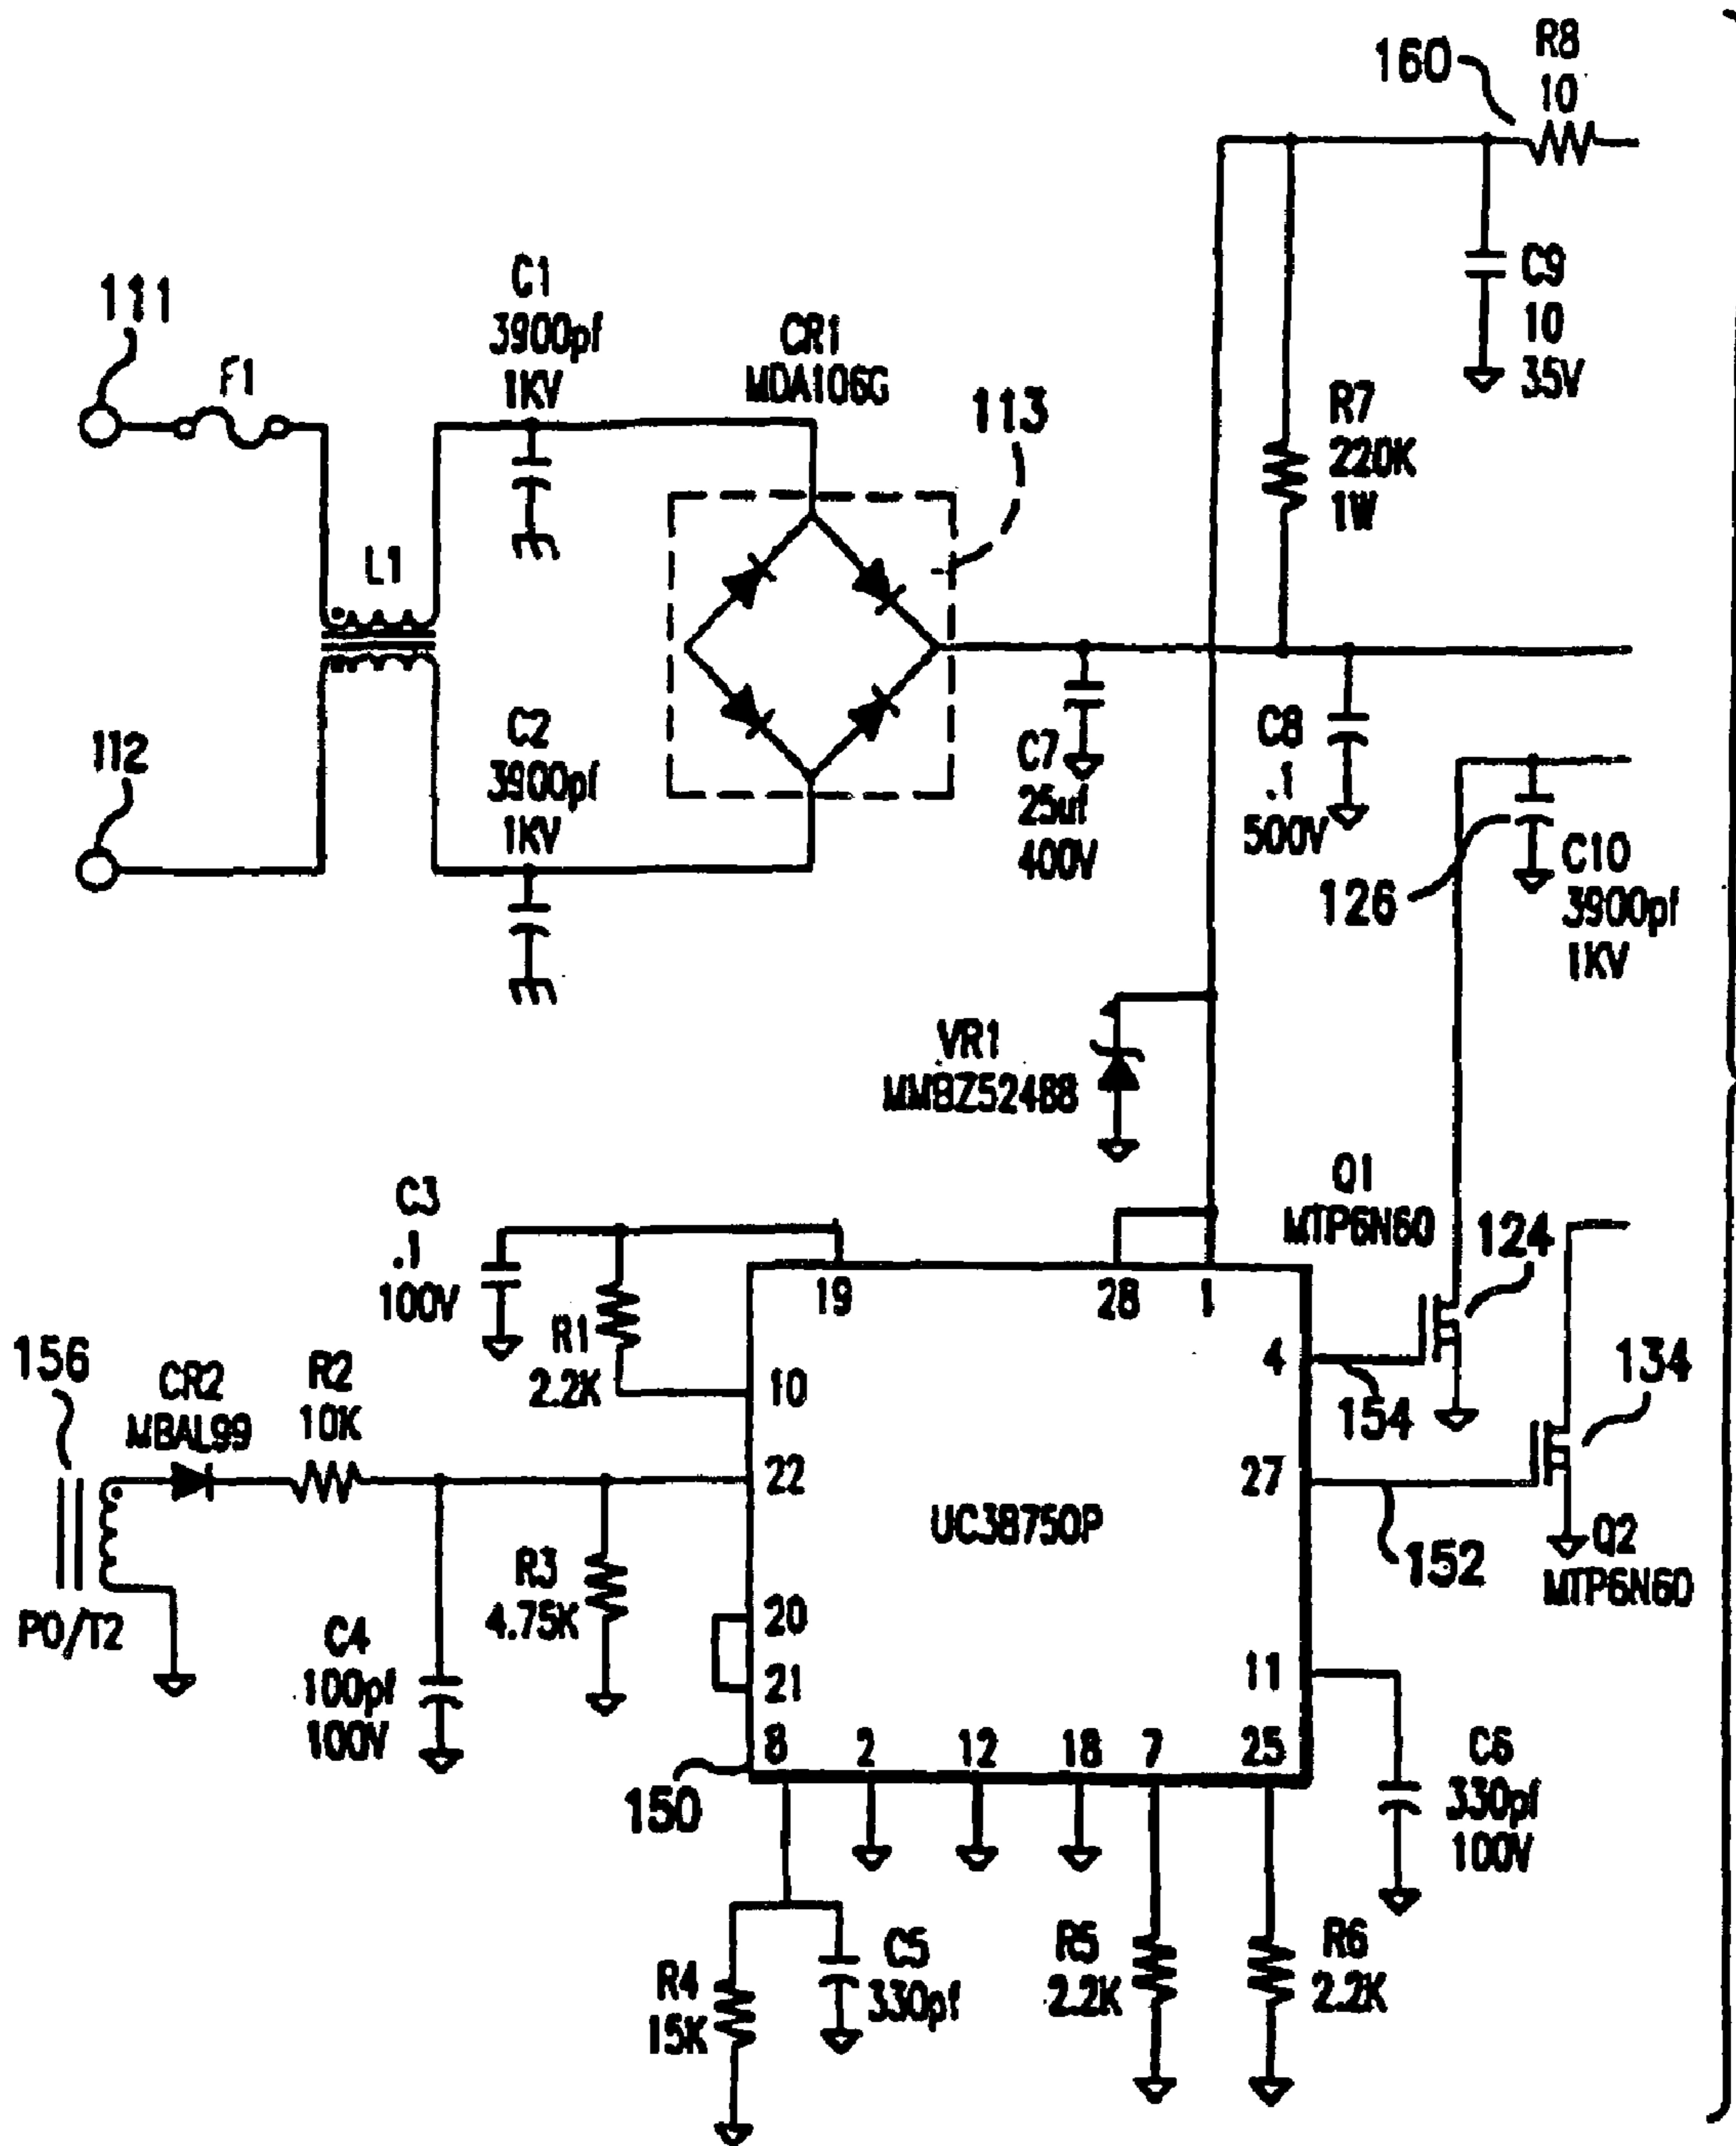 160
R8
10
111
F1
C1
3900pf
1KV
CR1
MDA106G
113
C9
10
35V
R7
220K
1W
L1
112
C2
3900pf
1KV
C7
25uf
400V
C8
.1
500V
126
C10
3900pf
1KV
VR1
MMBZ5248B
C3
.1
100V
Q1
MTP6N60
124
19
28
1
R1
2.2K
10
4
154
134
156
CR2
MBAL99
R2
10K
22
27
UC38750P
152
Q2
MTP6N60
R3
4.75K
PO/T2
C4
100pf
100V
20
21
11
8
2
12
18
7
25
150
C6
330pf
100V
R4
15K
C5
330pf
R5
2.2K
R6
2.2K